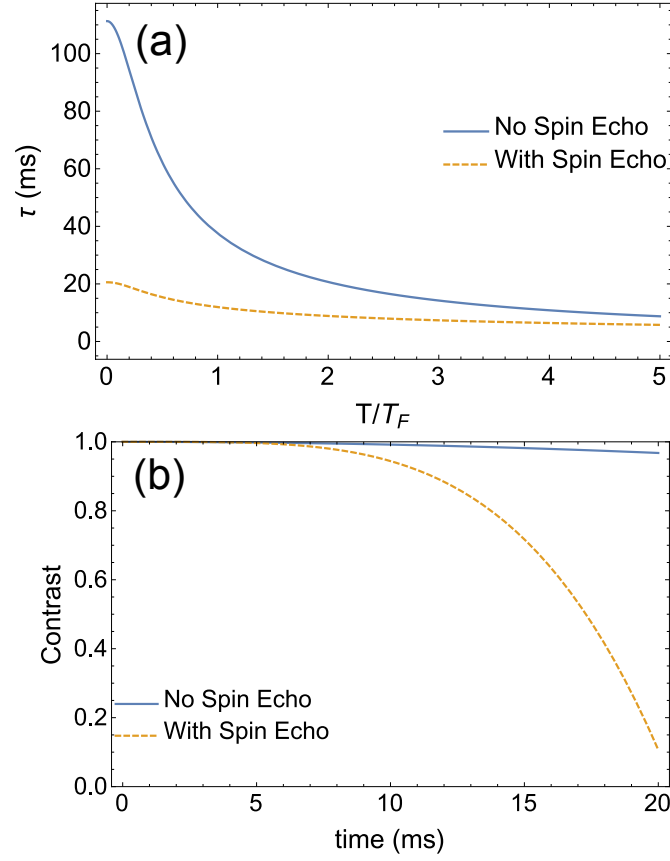 (a)
100
80
60
40
20
0
τ (ms)
No Spin Echo
With Spin Echo
0 1 2 3 4 5
T/T_F
(b)
1.0
0.8
0.6
0.4
0.2
0.0
Contrast
No Spin Echo
With Spin Echo
0 5 10 15 20
time (ms)